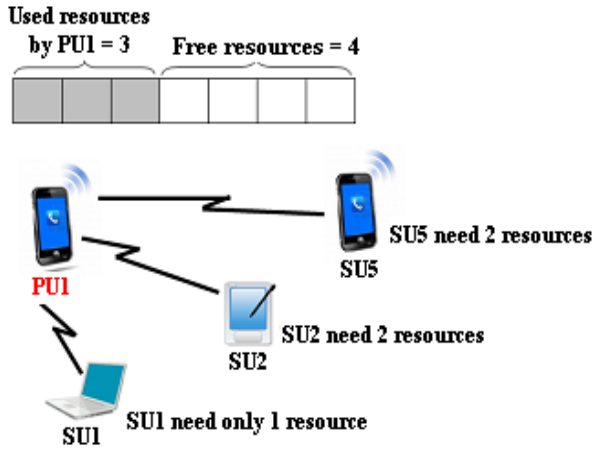 Used resources
by PU1 = 3
Free resources = 4
SU5 need 2 resources
SU5
PU1
SU2 need 2 resources
SU2
SU1 need only 1 resource
SU1